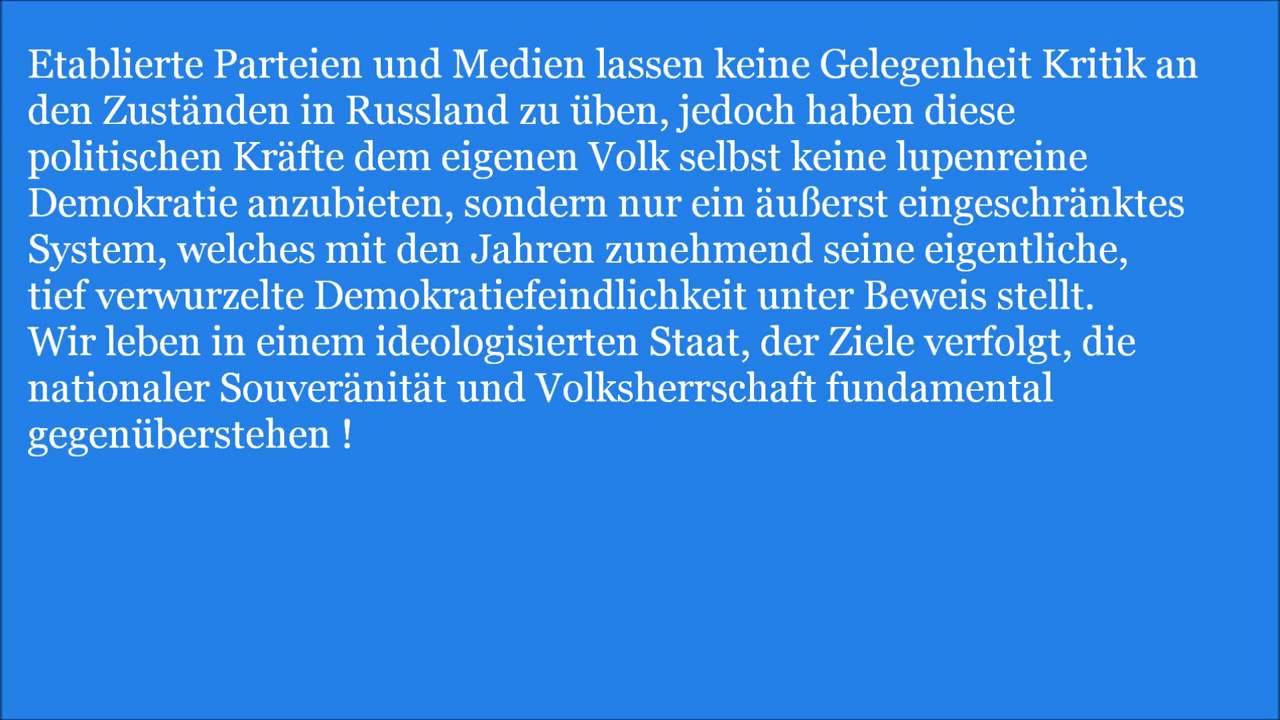 Etablierte Parteien und Medien lassen keine Gelegenheit Kritik an
den Zuständen in Russland zu üben, jedoch haben diese
politischen Kräfte dem eigenen Volk selbst keine lupenreine
Demokratie anzubieten, sondern nur ein äußerst eingeschränktes
System, welches mit den Jahren zunehmend seine eigentliche,
tief verwurzelte Demokratiefeindlichkeit unter Beweis stellt.
Wir leben in einem ideologisierten Staat, der Ziele verfolgt, die
nationaler Souveränität und Volksherrschaft fundamental
gegenüberstehen !